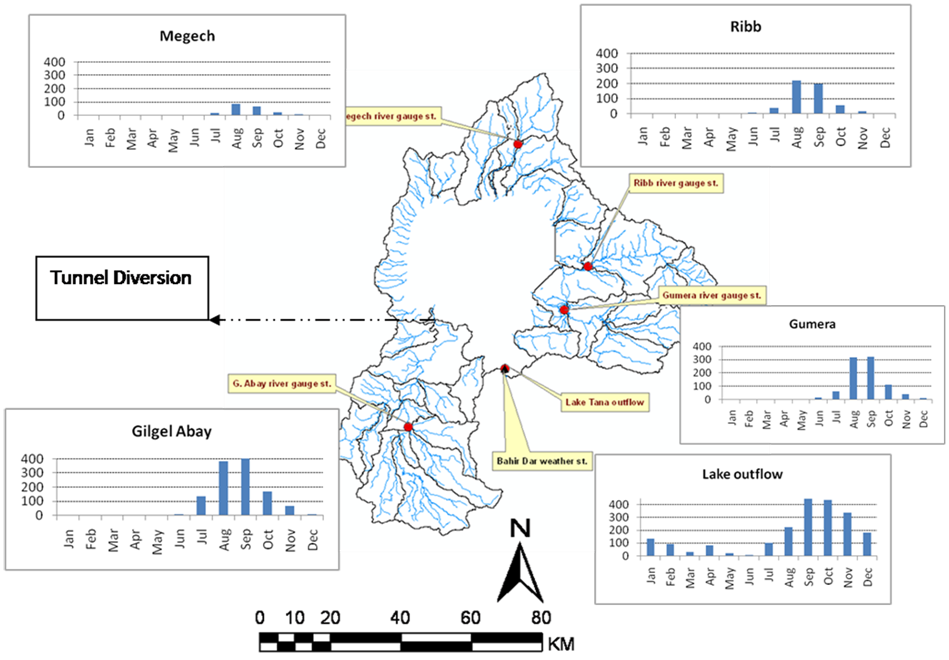 Megech
400
300
200
100
0
Jan Feb Mar Apr May Jun Jul Aug Sep Oct Nov Dec
Ribb
400
300
200
100
0
Jan Feb Mar Apr May Jun Jul Aug Sep Oct Nov Dec
egech river gauge st.
Ribb river gauge st.
Tunnel Diversion
Gumera river gauge st.
Gumera
400
300
200
100
0
Jan Feb Mar Apr May Jun Jul Aug Sep Oct Nov Dec
G. Abay river gauge st.
Lake Tana outflow
Bahir Dar weather st.
Gilgel Abay
400
300
200
100
0
Jan Feb Mar Apr May Jun Jul Aug Sep Oct Nov Dec
Lake outflow
400
300
200
100
0
Jan Feb Mar Apr May Jun Jul Aug Sep Oct Nov Dec
N
0 5 10 20 40 60 80
KM